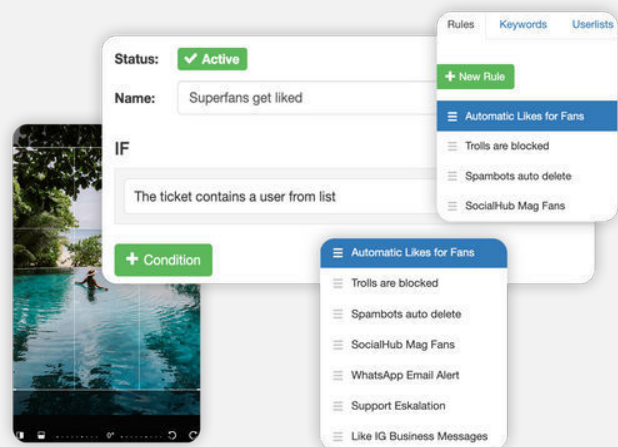 Status: Active
Name: Superfans get liked
IF
The ticket contains a user from list
+ Condition
Rules Keywords Userlists
+ New Rule
Automatic Likes for Fans
Trolls are blocked
Spambots auto delete
SocialHub Mag Fans
Automatic Likes for Fans
Trolls are blocked
Spambots auto delete
SocialHub Mag Fans
WhatsApp Email Alert
Support Eskalation
Like IG Business Messages
0°